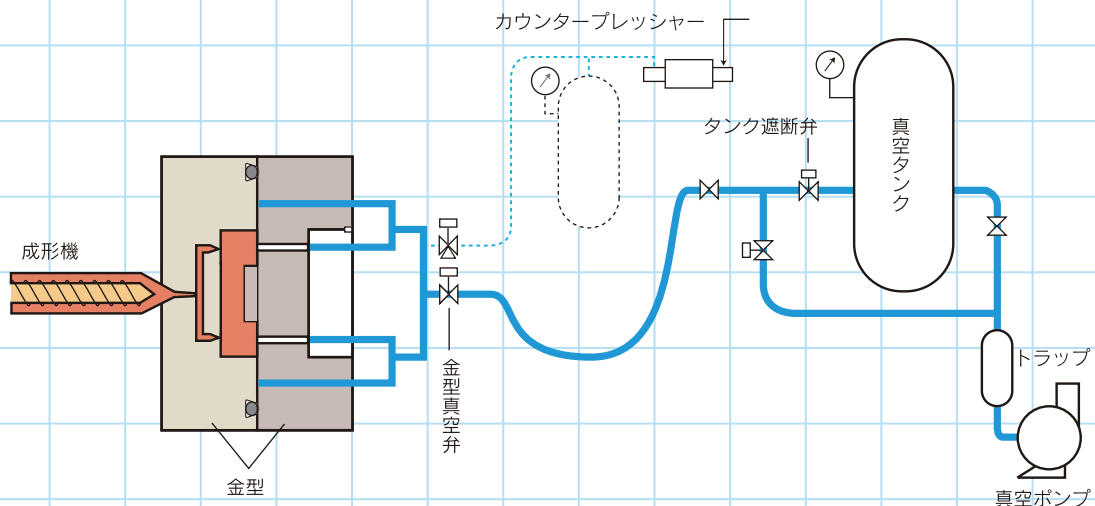 カウンタープレッシャー
タンク遮断弁
真空タンク
成形機
金型真空弁
金型
トラップ
真空ポンプ